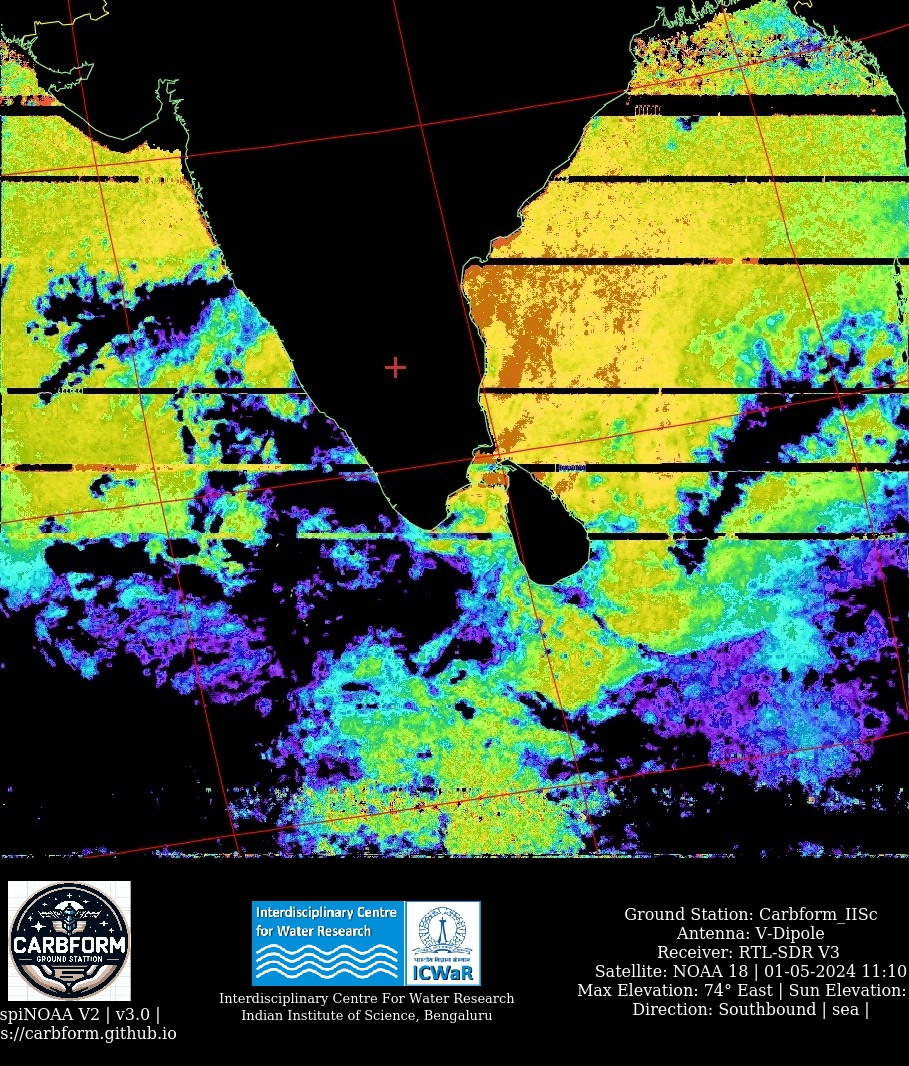 CARBFORM
GROUND STATION
spiNOAA V2 | v3.0 |
s://carbform.github.io
Interdisciplinary Centre
for Water Research
भारतीय विज्ञान संस्थान
ICWaR
Interdisciplinary Centre For Water Research
Indian Institute of Science, Bengaluru
Ground Station: Carbform_IISc
Antenna: V-Dipole
Receiver: RTL-SDR V3
Satellite: NOAA 18 | 01-05-2024 11:10
Max Elevation: 74° East | Sun Elevation:
Direction: Southbound | sea |